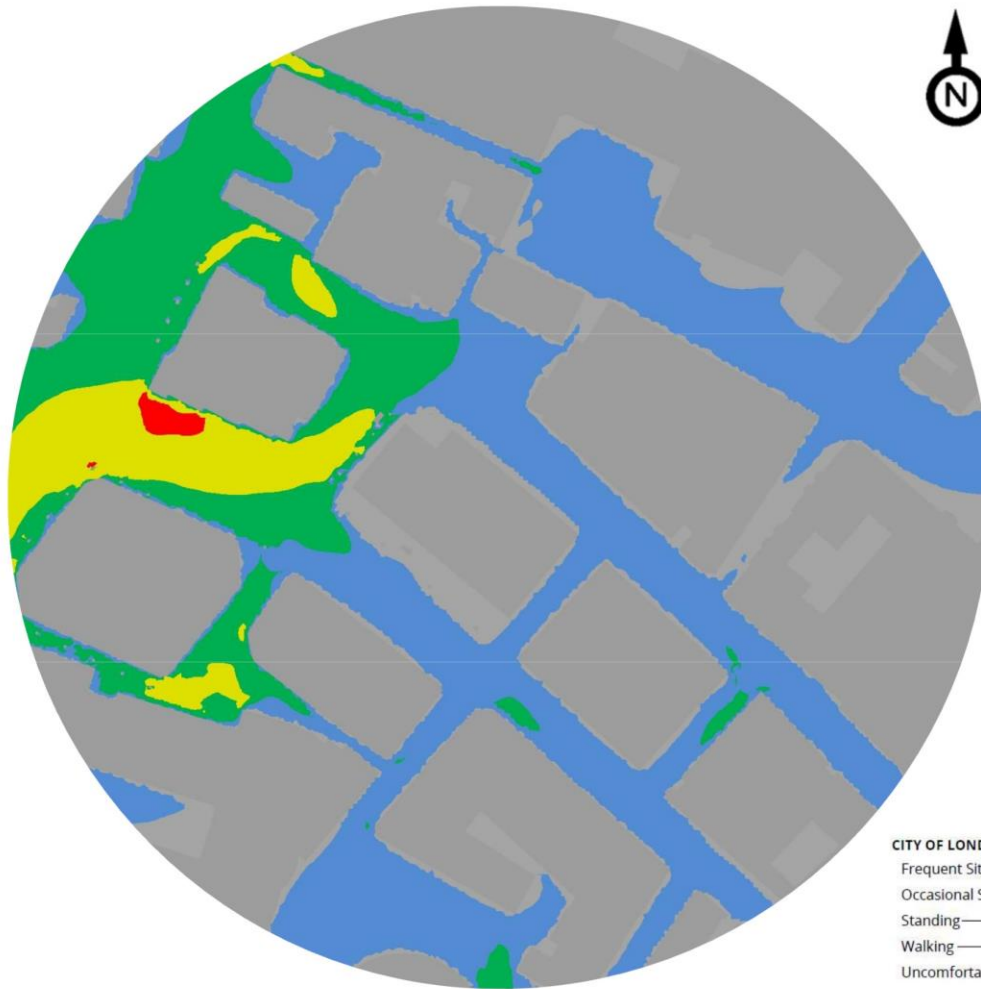 N
CITY OF LOND
Frequent Sit
Occasional S
Standing
Walking
Uncomforta